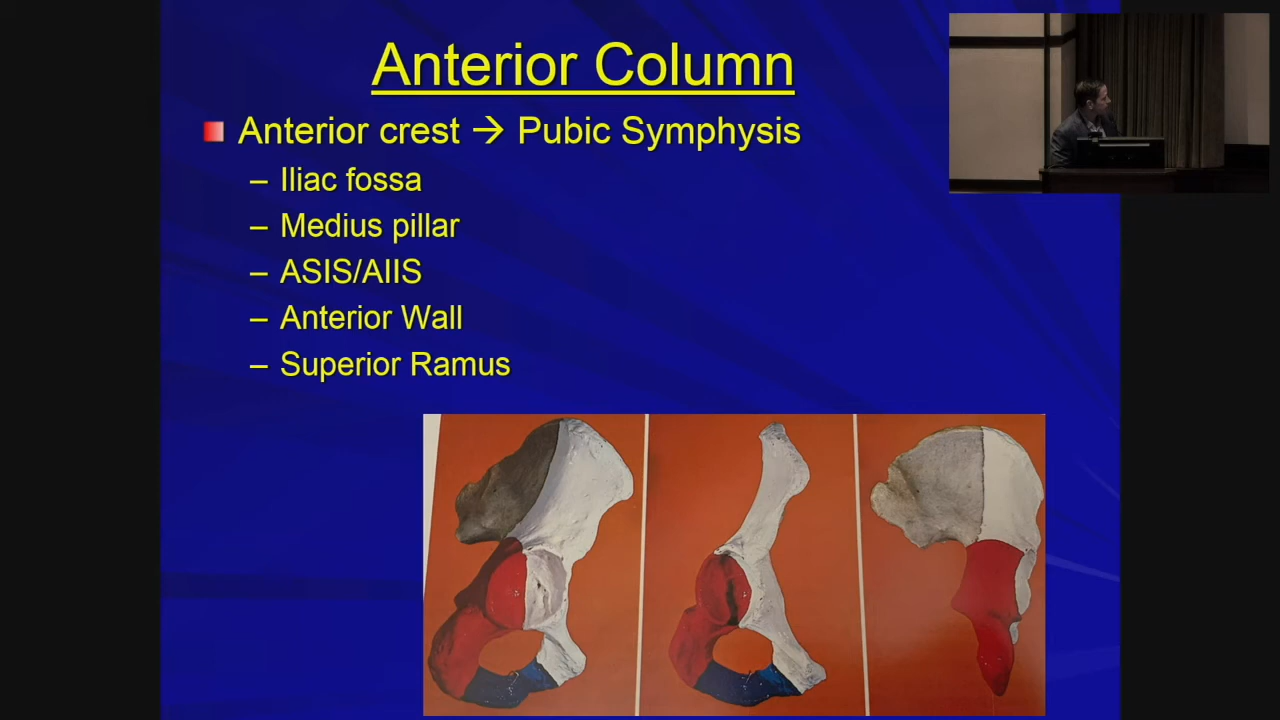 Anterior Column
Anterior crest → Pubic Symphysis
– Iliac fossa
– Medius pillar
– ASIS/AIIS
– Anterior Wall
– Superior Ramus